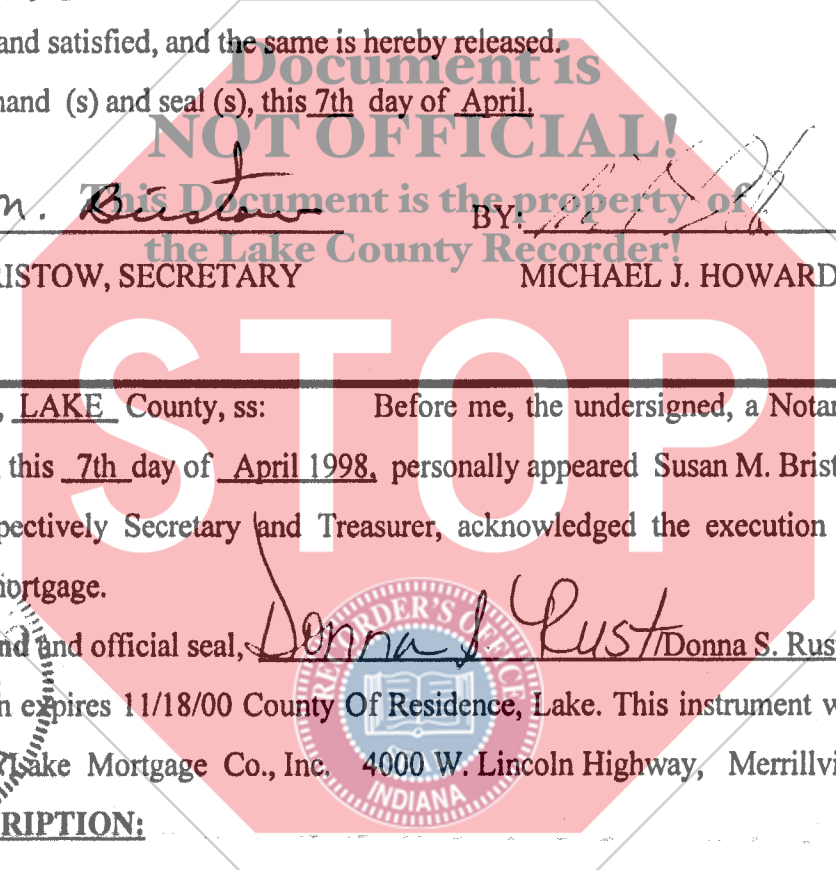 and satisfied, and the same is hereby released.
Document is
hand (s) and seal (s), this 7th day of April.
NOT OFFICIAL!
m. Bristow
This Document is the property of
BY:
the Lake County Recorder!
RISTOW, SECRETARY MICHAEL J. HOWARD
STOP
, LAKE County, ss: Before me, the undersigned, a Notar
, this 7th day of April 1998, personally appeared Susan M. Brist
pectively Secretary and Treasurer, acknowledged the execution
mortgage.
RECORDER'S OFFICE
nd and official seal, Donna S. Rust /Donna S. Rus
n expires 11/18/00 County Of Residence, Lake. This instrument w
Lake Mortgage Co., Inc. 4000 W. Lincoln Highway, Merrillvi
SEAL
INDIANA
RIPTION: